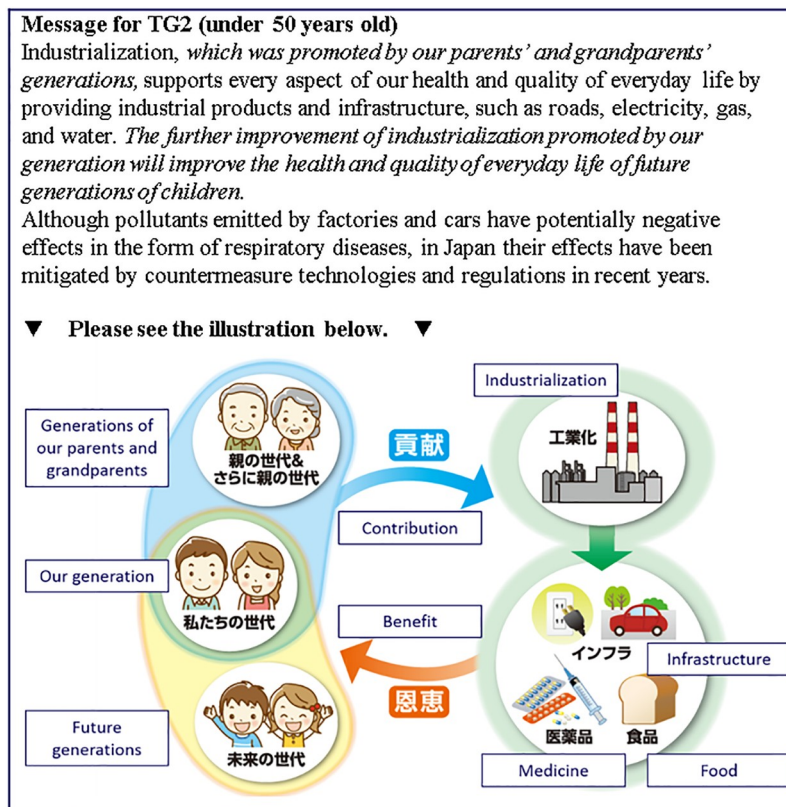 Message for TG2 (under 50 years old)
Industrialization, which was promoted by our parents' and grandparents'
generations, supports every aspect of our health and quality of everyday life by
providing industrial products and infrastructure, such as roads, electricity, gas,
and water. The further improvement of industrialization promoted by our
generation will improve the health and quality of everyday life of future
generations of children.
Although pollutants emitted by factories and cars have potentially negative
effects in the form of respiratory diseases, in Japan their effects have been
mitigated by countermeasure technologies and regulations in recent years.
▼ Please see the illustration below. ▼
Generations of
our parents and
grandparents
親の世代&
さらに親の世代
貢献
Contribution
Industrialization
工業化
Our generation
私たちの世代
Benefit
恩恵
インフラ
Infrastructure
Future
generations
未来の世代
医薬品
食品
Medicine
Food